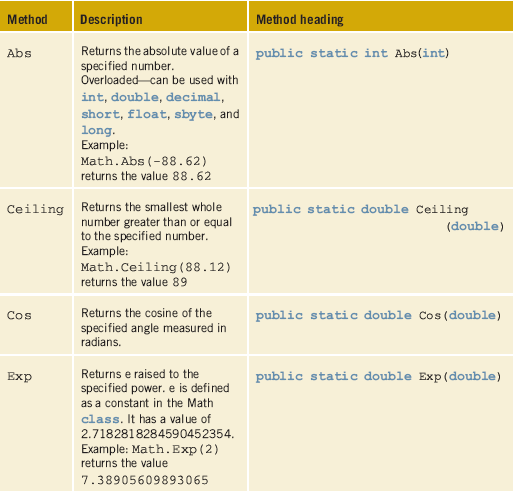 Method Description Method heading
Abs
Returns the absolute value of a
specified number.
Overloaded—can be used with
int, double, decimal,
short, float, sbyte, and
long.
Example:
Math.Abs(-88.62)
returns the value 88.62
public static int Abs(int)
Ceiling
Returns the smallest whole
number greater than or equal
to the specified number.
Example:
Math.Ceiling(88.12)
returns the value 89
public static double Ceiling
(double)
Cos
Returns the cosine of the
specified angle measured in
radians.
public static double Cos(double)
Exp
Returns e raised to the
specified power. e is defined
as a constant in the Math
class. It has a value of
2.7182818284590452354.
Example: Math.Exp(2)
returns the value
7.38905609893065
public static double Exp(double)